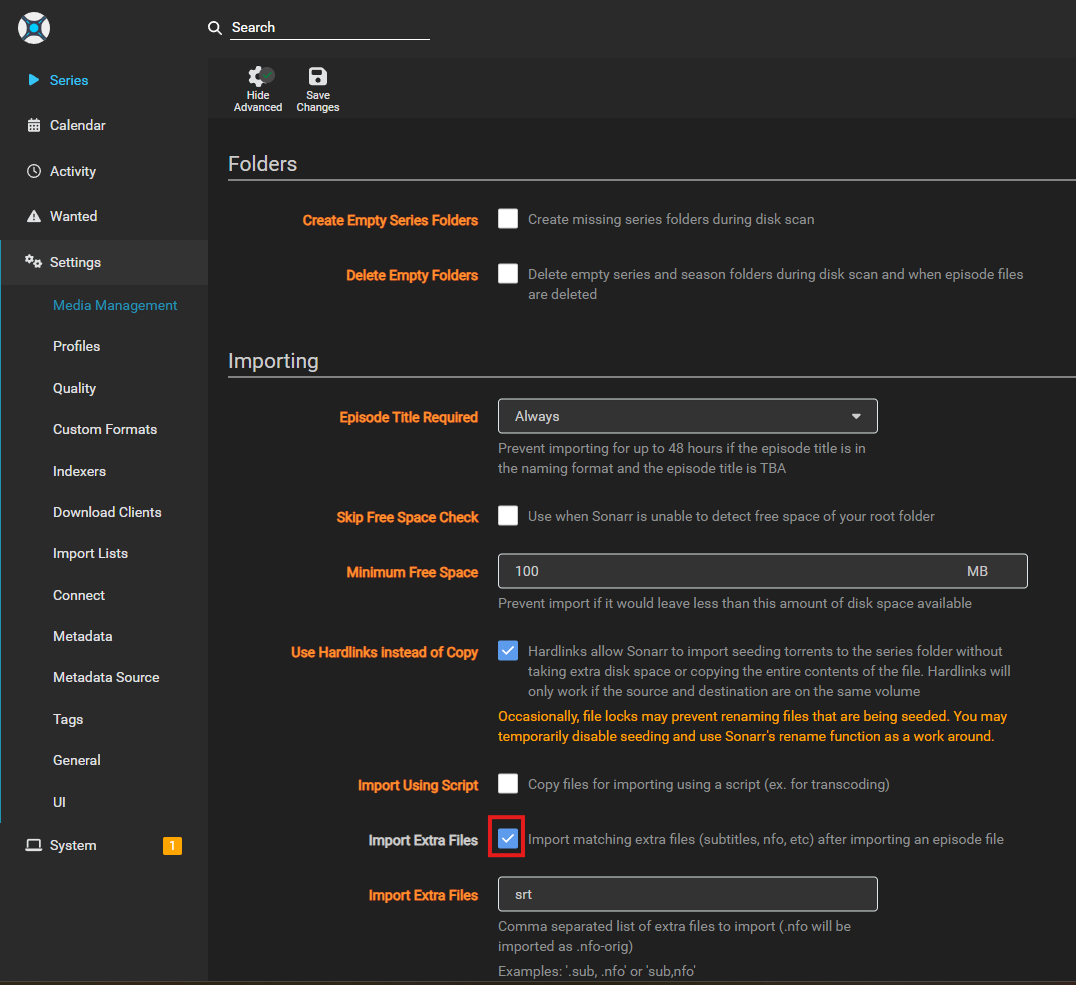 Search
Series
Calendar
Activity
Wanted
Settings
Media Management
Profiles
Quality
Custom Formats
Indexers
Download Clients
Import Lists
Connect
Metadata
Metadata Source
Tags
General
UI
System
1
Hide
Advanced
Save
Changes
Folders
Create Empty Series Folders
Create missing series folders during disk scan
Delete Empty Folders
Delete empty series and season folders during disk scan and when episode files
are deleted
Importing
Episode Title Required
Always
Prevent importing for up to 48 hours if the episode title is in
the naming format and the episode title is TBA
Skip Free Space Check
Use when Sonarr is unable to detect free space of your root folder
Minimum Free Space
100
MB
Prevent import if it would leave less than this amount of disk space available
Use Hardlinks instead of Copy
Hardlinks allow Sonarr to import seeding torrents to the series folder without
taking extra disk space or copying the entire contents of the file. Hardlinks will
only work if the source and destination are on the same volume
Occasionally, file locks may prevent renaming files that are being seeded. You may
temporarily disable seeding and use Sonarr's rename function as a work around.
Import Using Script
Copy files for importing using a script (ex. for transcoding)
Import Extra Files
Import matching extra files (subtitles, nfo, etc) after importing an episode file
Import Extra Files
srt
Comma separated list of extra files to import (.nfo will be
imported as .nfo-orig)
Examples: '.sub, .nfo' or 'sub,nfo'